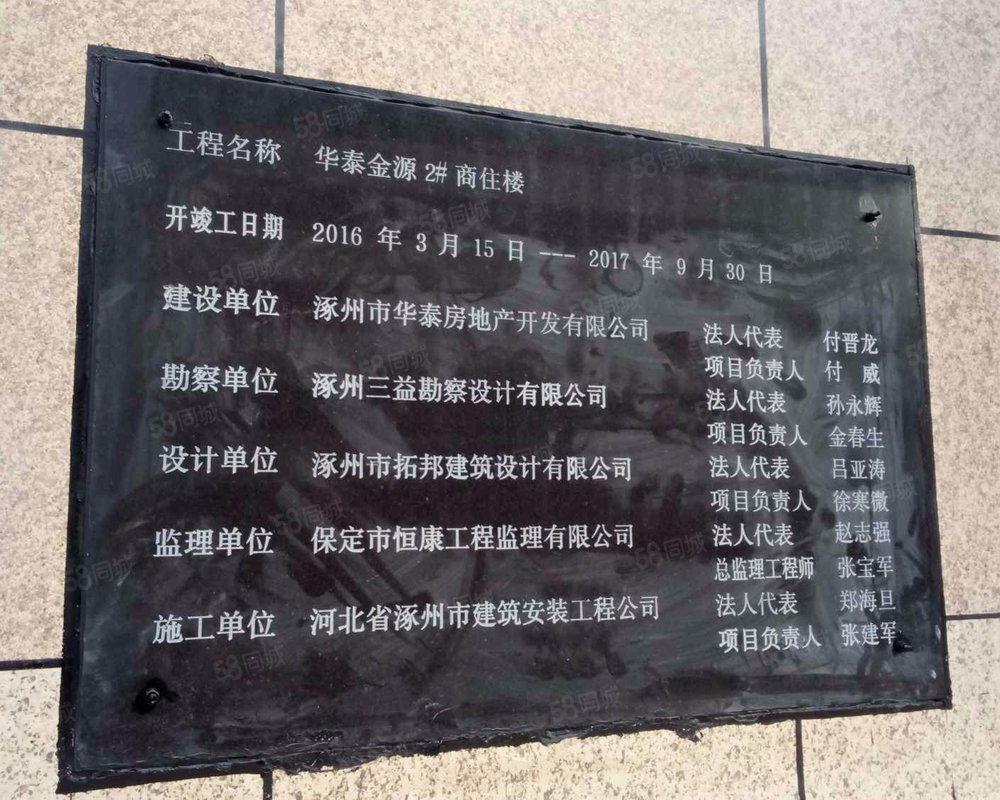 工程名称 华泰金源 2# 商住楼
开竣工日期 2016 年 3 月 15 日 --- 2017 年 9 月 30 日
建设单位 涿州市华泰房地产开发有限公司 法人代表 付晋龙
项目负责人 付 威
勘察单位 涿州三益勘察设计有限公司 法人代表 孙永辉
项目负责人 金春生
设计单位 涿州市拓邦建筑设计有限公司 法人代表 吕亚涛
项目负责人 徐寒微
监理单位 保定市恒康工程监理有限公司 法人代表 赵志强
总监理工程师 张宝军
施工单位 河北省涿州市建筑安装工程公司 法人代表 郑海旦
项目负责人 张建军
58同城